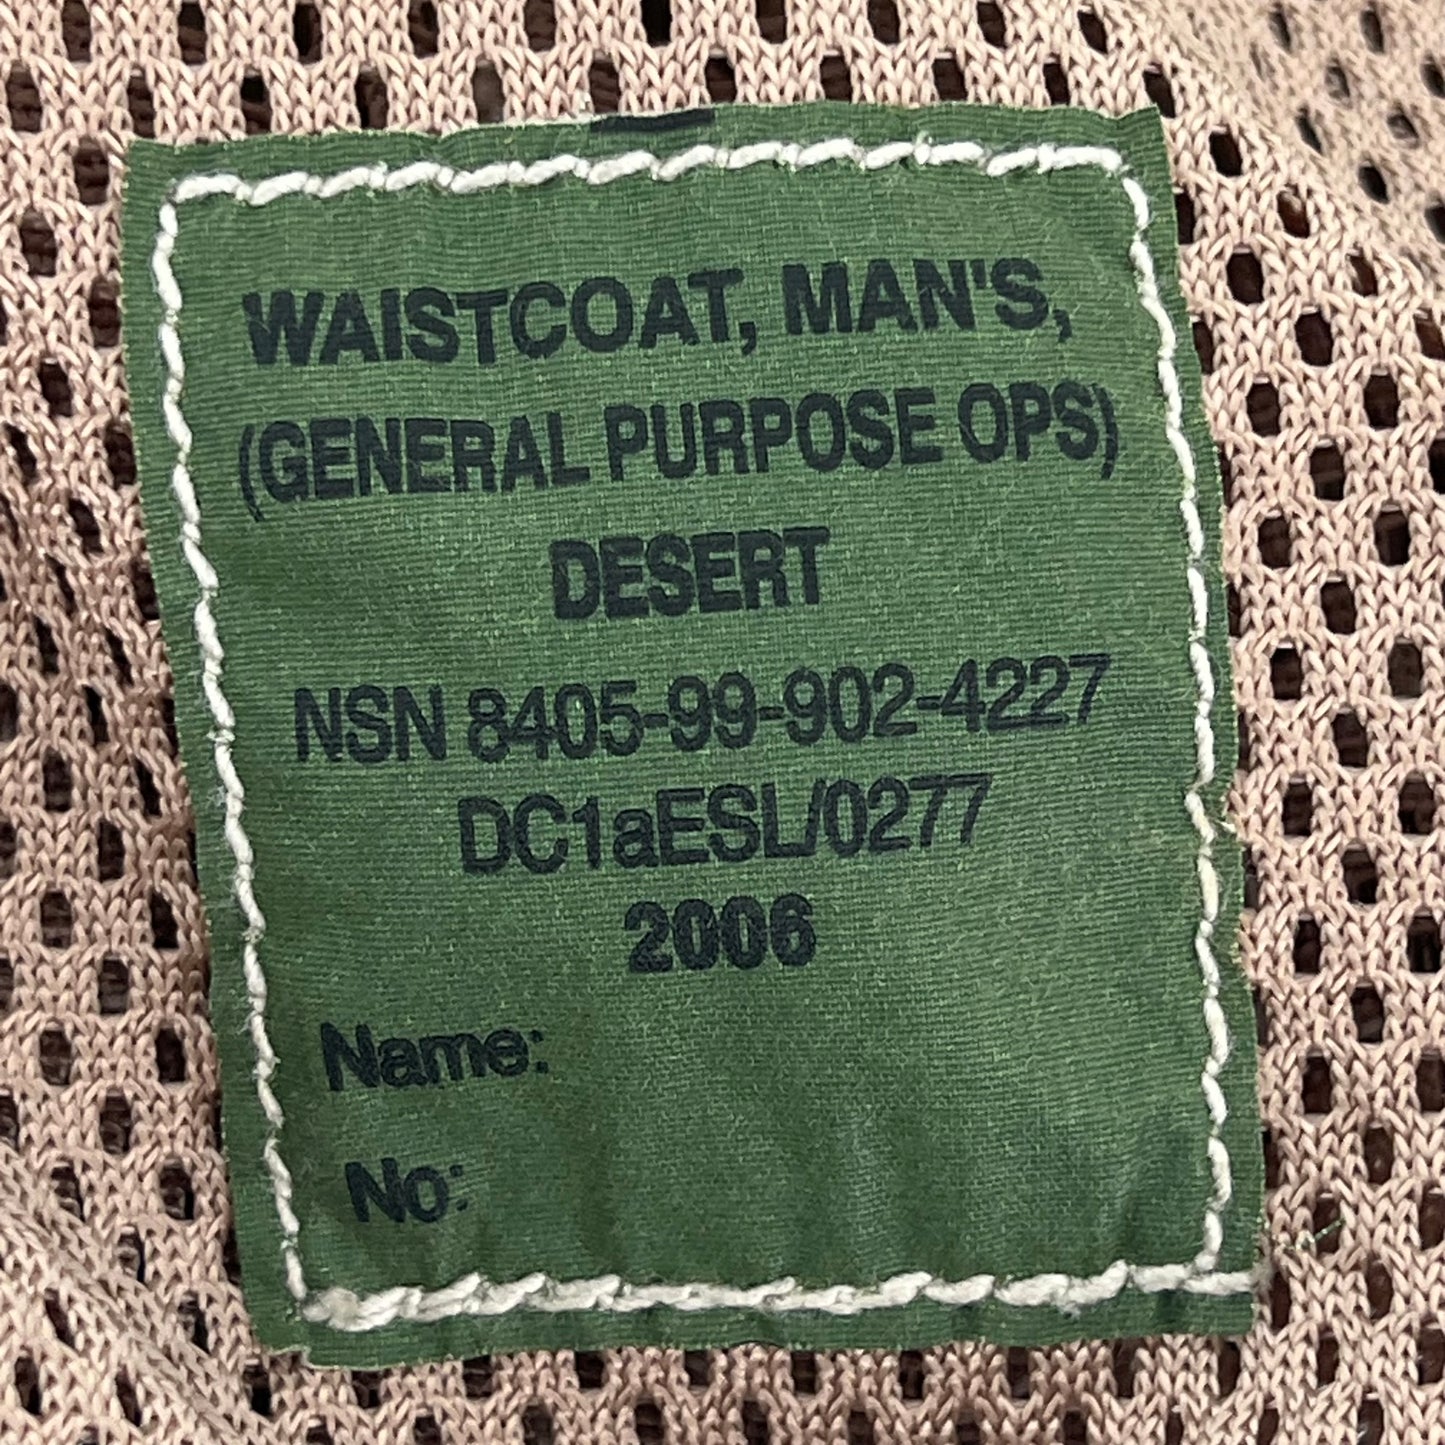 WAISTCOAT, MAN'S,
(GENERAL PURPOSE OPS)
DESERT
NSN 8405-99-902-4227
DC1aESL/0277
2006
Name:
No: